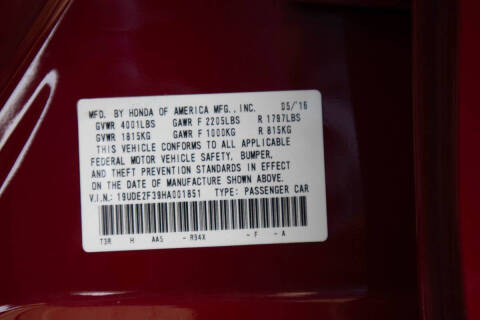 MFD. BY HONDA OF AMERICA MFG., INC. 05/'16
GVWR 4001LBS GAWR F 2205LBS R 1797LBS
GVWR 1815KG GAWR F 1000KG R 815KG
THIS VEHICLE CONFORMS TO ALL APPLICABLE
FEDERAL MOTOR VEHICLE SAFETY, BUMPER,
AND THEFT PREVENTION STANDARDS IN EFFECT
ON THE DATE OF MANUFACTURE SHOWN ABOVE.
V.I.N.: 19UDE2F39HA001851 TYPE: PASSENGER CAR
T3R H AA5 - R94X - F - A